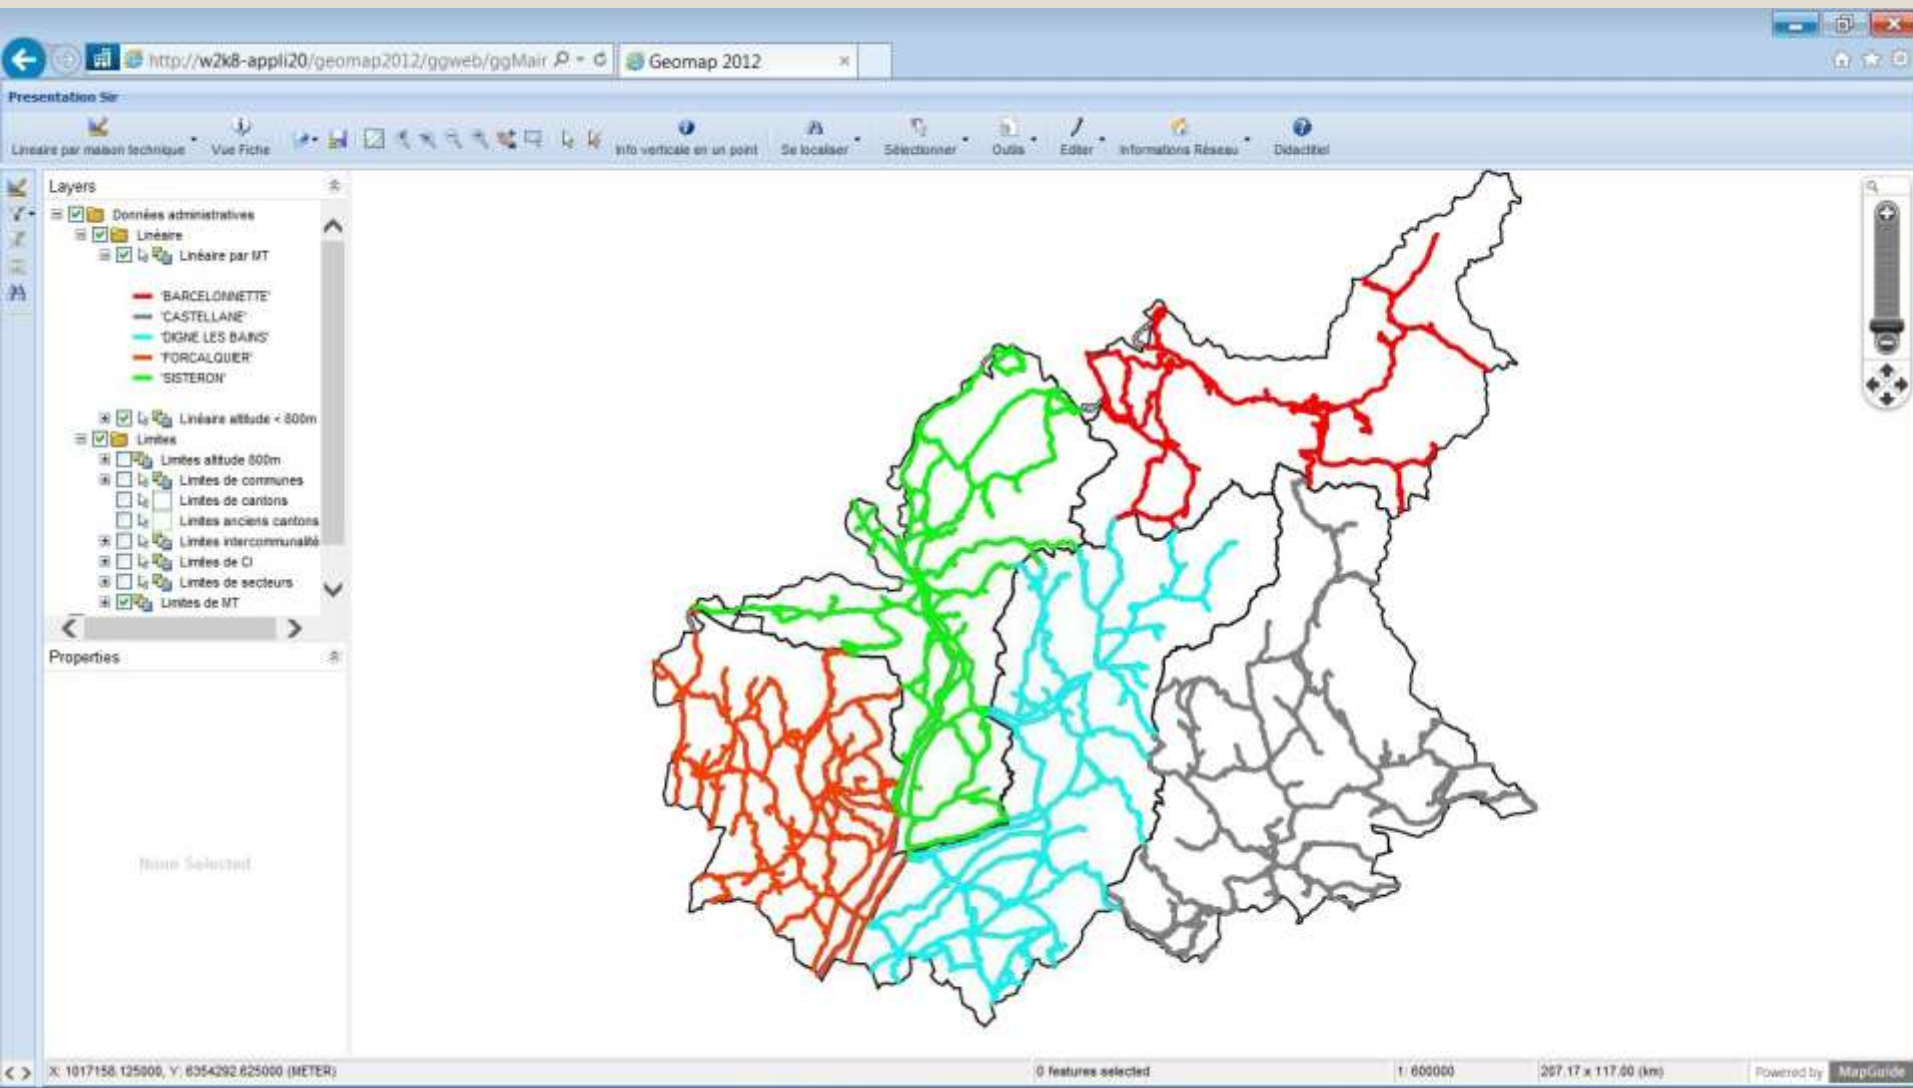 http://w2k8-appli20/geomap2012/ggweb/ggMair
Geomap 2012
Presentation Sir
Lineaire par maison technique
Vue Fiche
Info verticale en un point
Se localiser
Sélectionner
Outils
Editer
Informations Réseau
Didactitiel
Layers
Données administratives
Linéaire
Linéaire par MT
'BARCELONNETTE'
'CASTELLANE'
'DIGNE LES BAINS'
'FORCALQUIER'
'SISTERON'
Linéaire altitude < 800m
Limites
Limites altitude 800m
Limites de communes
Limites de cantons
Limites anciens cantons
Limites intercommunalité
Limites de CI
Limites de secteurs
Limites de MT
Properties
None Selected
X: 1017158.125000, Y: 6354292.625000 (METER)
0 features selected
1: 600000
207.17 x 117.00 (km)
Powered by MapGuide